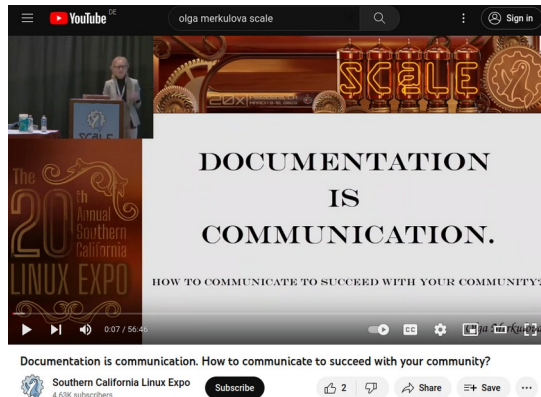 YouTube DE
olga merkulova scale
Sign in
SCALE
20X
scale
The
20th
Annual
Southern
California
LINUX EXPO
DOCUMENTATION
IS
COMMUNICATION.
HOW TO COMMUNICATE TO SUCCEED WITH YOUR COMMUNITY?
0:07 / 56:46
CC
Documentation is communication. How to communicate to succeed with your community?
Southern California Linux Expo
4.63K subscribers
Subscribe
2
Share
Save